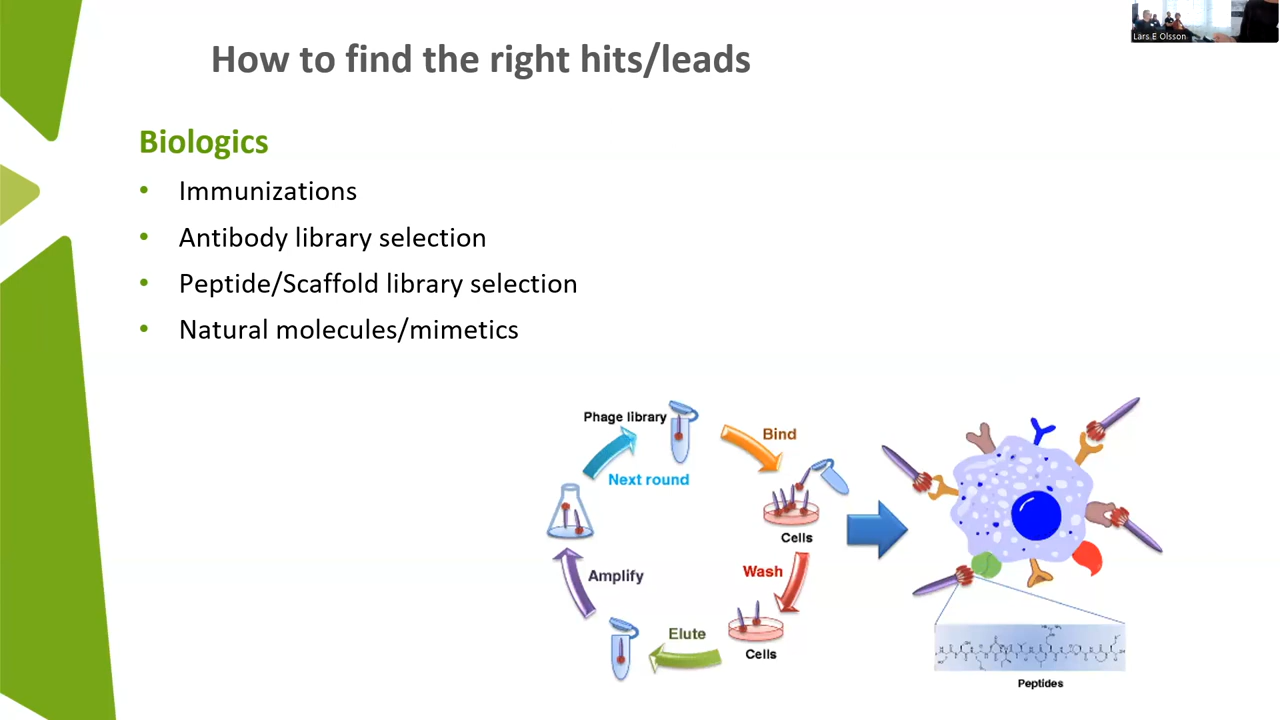 Lars E Olsson
How to find the right hits/leads
Biologics
• Immunizations
• Antibody library selection
• Peptide/Scaffold library selection
• Natural molecules/mimetics
Phage library
Bind
Next round
Cells
Wash
Amplify
Elute
Cells
Peptides